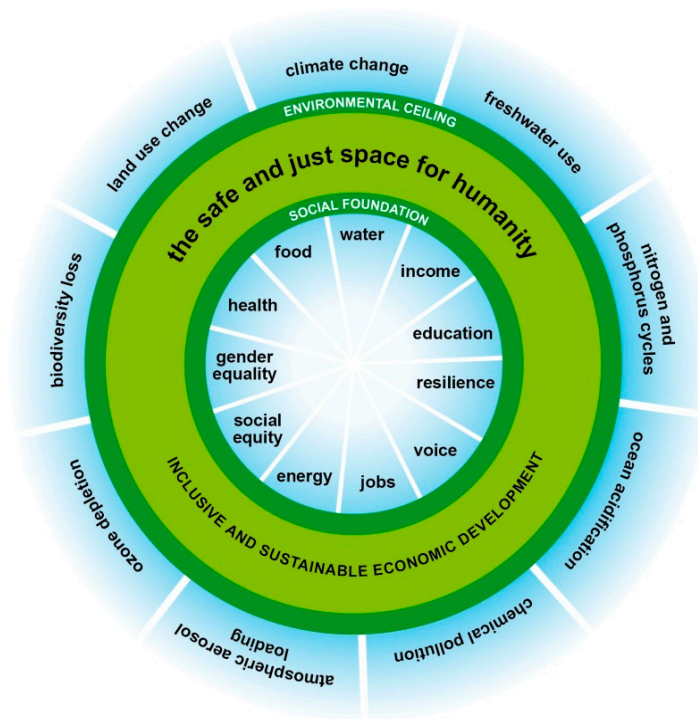 climate change
freshwater use
nitrogen and
phosphorus cycles
ocean acidification
chemical pollution
atmospheric aerosol
loading
ozone depletion
biodiversity loss
land use change
ENVIRONMENTAL CEILING
the safe and just space for humanity
SOCIAL FOUNDATION
water
income
education
resilience
voice
jobs
energy
social
equity
gender
equality
health
food
INCLUSIVE AND SUSTAINABLE ECONOMIC DEVELOPMENT